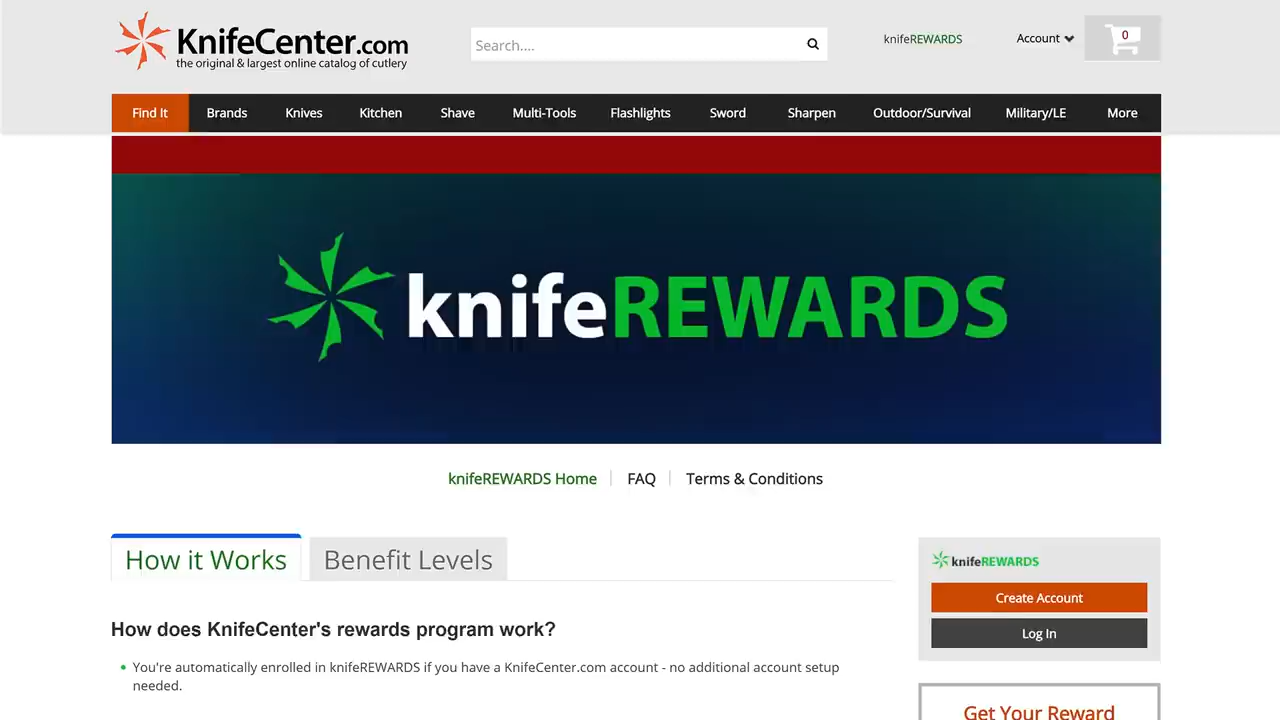 KnifeCenter.com
the original & largest online catalog of cutlery
Search....
knifeREWARDS
Account
0
Find It
Brands
Knives
Kitchen
Shave
Multi-Tools
Flashlights
Sword
Sharpen
Outdoor/Survival
Military/LE
More
knifeREWARDS
knifeREWARDS Home
FAQ
Terms & Conditions
How it Works
Benefit Levels
How does KnifeCenter's rewards program work?
You're automatically enrolled in knifeREWARDS if you have a KnifeCenter.com account - no additional account setup
needed.
knifeREWARDS
Create Account
Log In
Get Your Reward